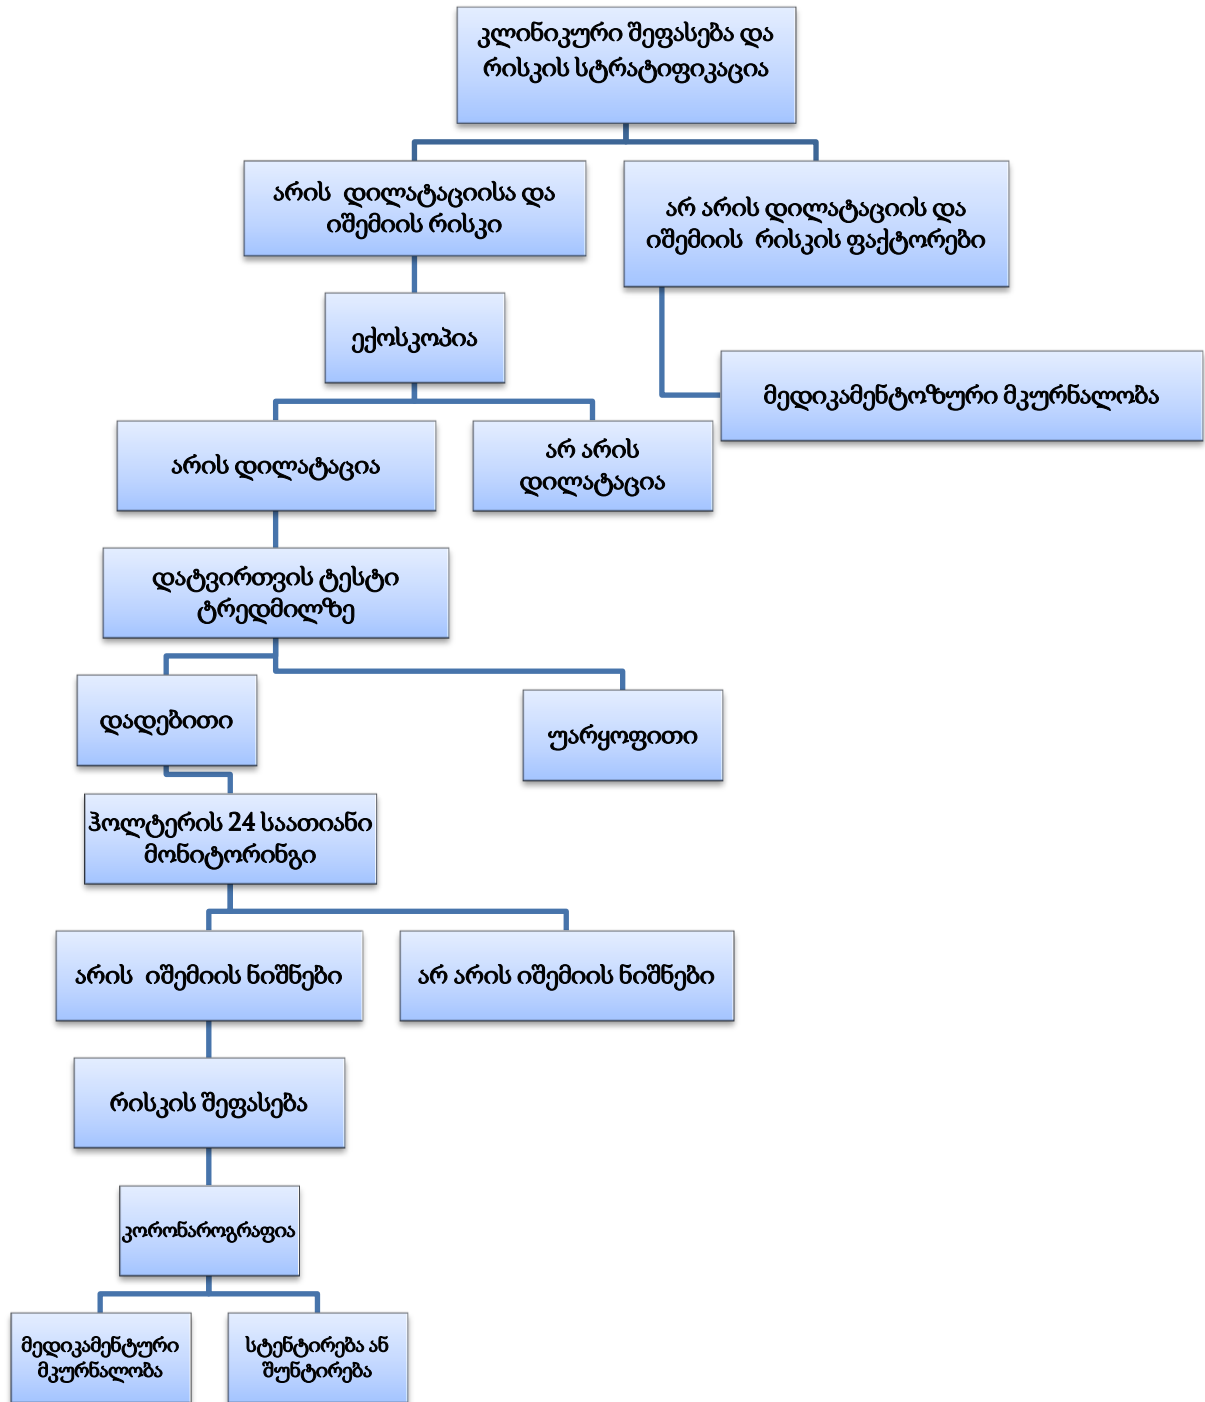 კლინიკური შეფასება და
რისკის სტრატიფიკაცია
არის დილატაციისა და
იშემიის რისკი
არ არის დილატაციის და
იშემიის რისკის ფაქტორები
ექოსკოპია
მედიკამენტოზური მკურნალობა
არის დილატაცია
არ არის
დილატაცია
დატვირთვის ტესტი
ტრედმილზე
დადებითი
უარყოფითი
ჰოლტერის 24 საათიანი
მონიტორინგი
არის იშემიის ნიშნები
არ არის იშემიის ნიშნები
რისკის შეფასება
კორონაროგრაფია
მედიკამენტური
მკურნალობა
სტენტირება ან
შუნტირება